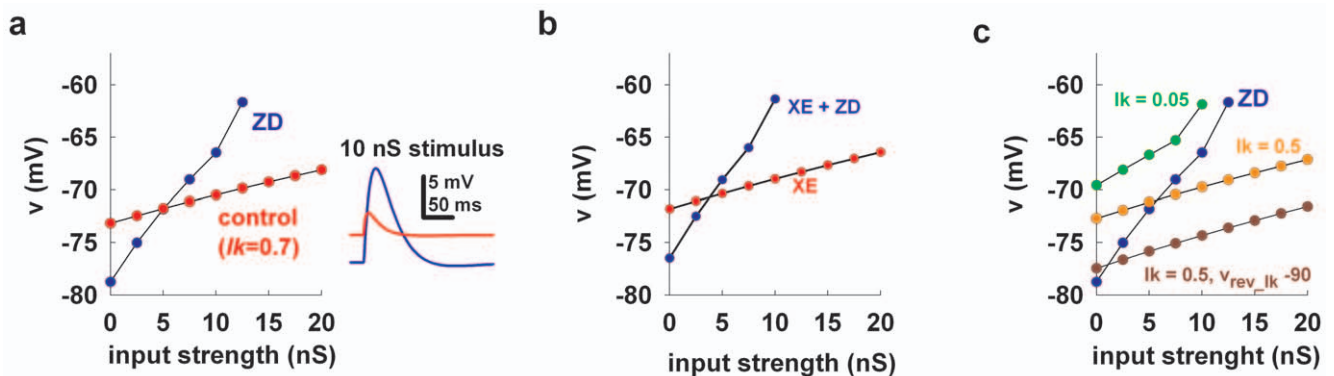 a
v (mV)
-60
-65
-70
-75
-80
0 5 10 15 20
input strength (nS)
ZD
control
(lk=0.7)
10 nS stimulus
5 mV
50 ms
b
v (mV)
-60
-65
-70
-75
-80
0 5 10 15 20
input strength (nS)
XE + ZD
XE
c
v (mV)
-60
-65
-70
-75
-80
0 5 10 15 20
input strenght (nS)
lk = 0.05
ZD
lk = 0.5
lk = 0.5, vrev_lk -90